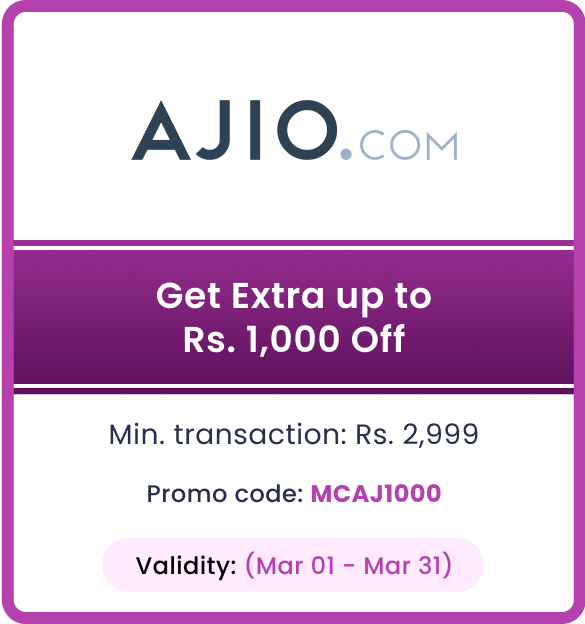 AJIO.COM
Get Extra up to
Rs. 1,000 Off
Min. transaction: Rs. 2,999
Promo code: MCAJ1000
Validity: (Mar 01 - Mar 31)